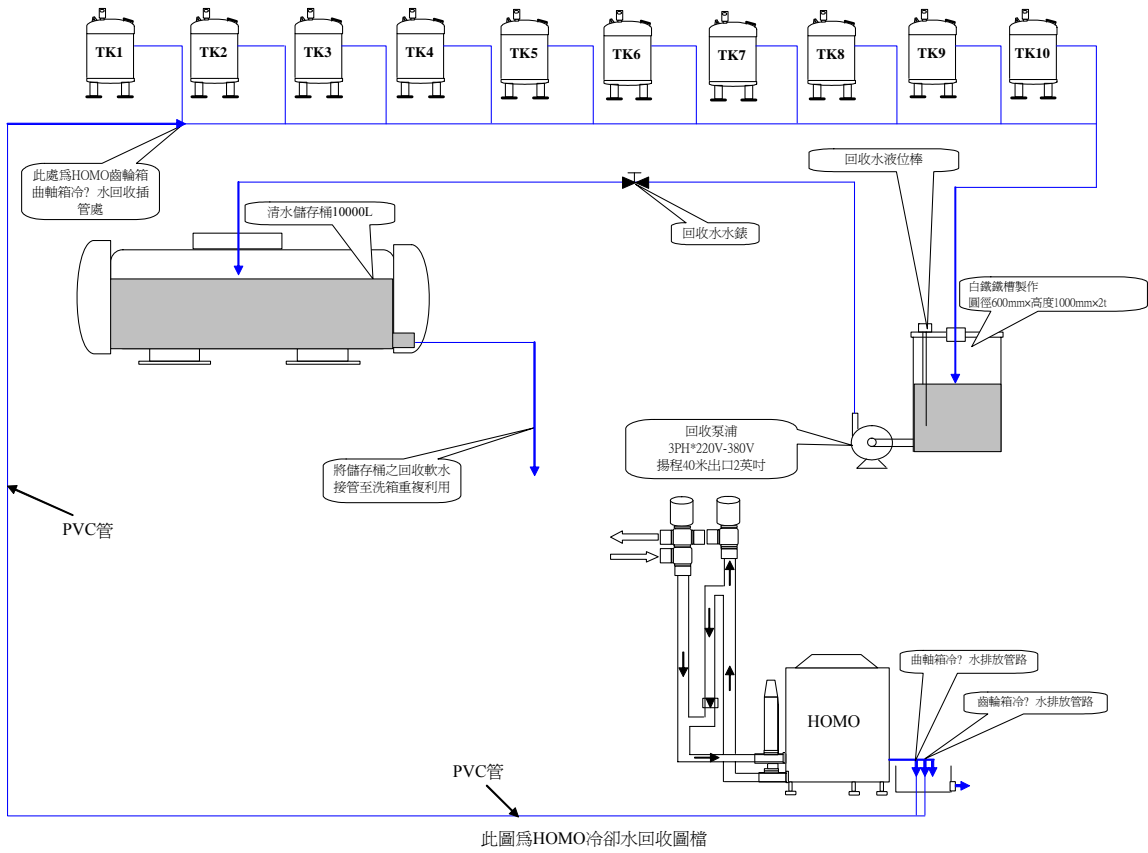 TK1
TK2
TK3
TK4
TK5
TK6
TK7
TK8
TK9
TK10
此處爲HOMO齒輪箱
曲軸箱冷? 水回收插
管處
清水儲存桶10000L
回收水水錶
回收水液位棒
白鐵鐵槽製作
圓徑600mm×高度1000mm×2t
回收泵浦
3PH*220V-380V
揚程40米出口2英吋
將儲存桶之回收軟水
接管至洗箱重複利用
PVC管
曲軸箱冷? 水排放管路
齒輪箱冷? 水排放管路
HOMO
PVC管
此圖爲HOMO冷卻水回收圖檔